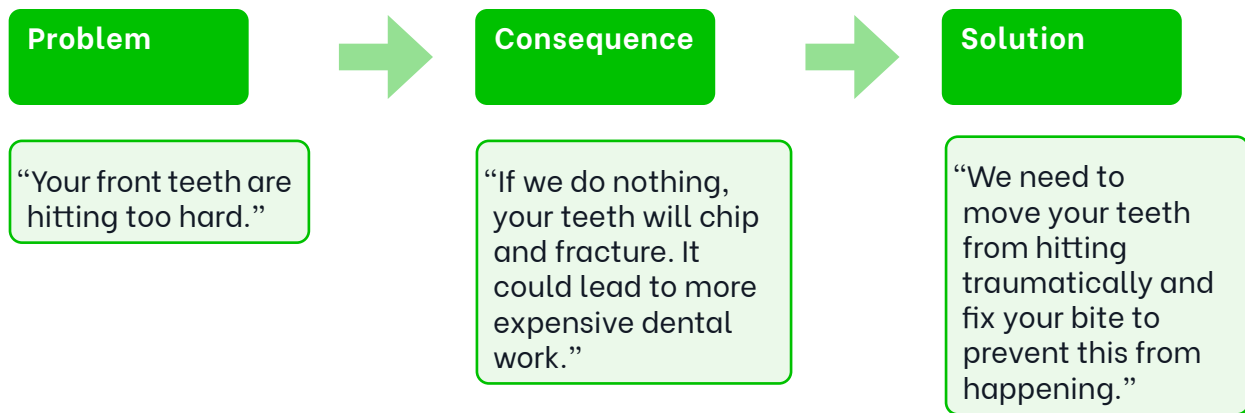 Problem
Consequence
Solution
“Your front teeth are
hitting too hard.”
“If we do nothing,
your teeth will chip
and fracture. It
could lead to more
expensive dental
work.”
“We need to
move your teeth
from hitting
traumatically and
fix your bite to
prevent this from
happening.”